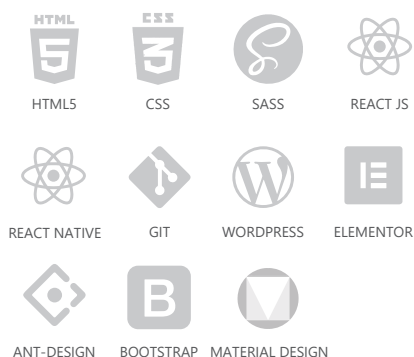 HTML CSS
5 3
HTML5 CSS SASS REACT JS
REACT NATIVE GIT WORDPRESS ELEMENTOR
B
ANT-DESIGN BOOTSTRAP MATERIAL DESIGN